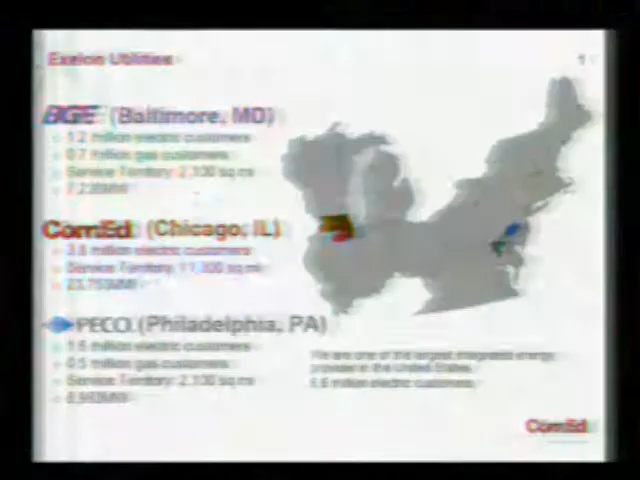 Exelon Utilities
1
BGE (Baltimore, MD)
1.2 million electric customers
0.7 million gas customers
Service Territory: 2,100 sq mi
ComEd (Chicago, IL)
3.8 million electric customers
Service Territory: 11,300 sq mi
PECO (Philadelphia, PA)
1.6 million electric customers
0.5 million gas customers
Service Territory: 2,100 sq mi
We are one of the largest integrated energy
provider in the United States.
6.6 million electric customers
ComEd